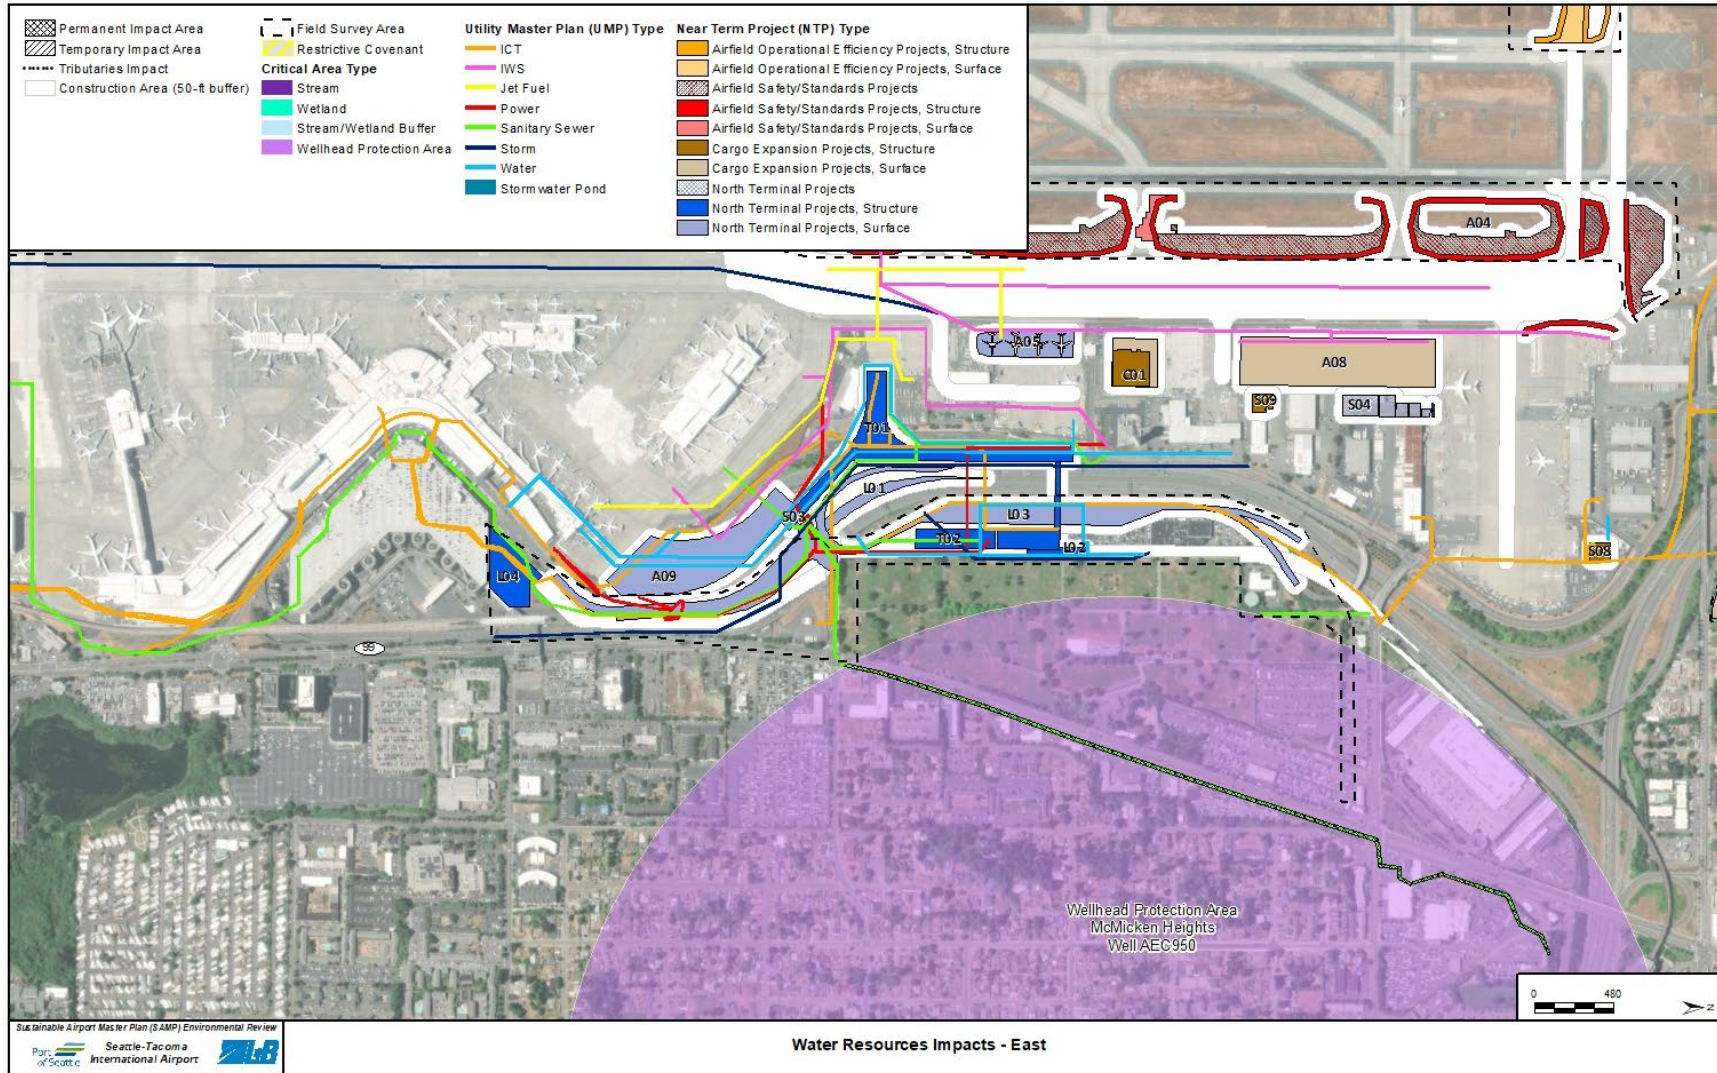 Permanent Impact Area
Temporary Impact Area
Tributaries Impact
Construction Area (50-ft buffer)
Field Survey Area
Restrictive Covenant
Critical Area Type
Stream
Wetland
Stream/Wetland Buffer
Wellhead Protection Area
Utility Master Plan (UMP) Type
ICT
IWS
Jet Fuel
Power
Sanitary Sewer
Storm
Water
Stormwater Pond
Near Term Project (NTP) Type
Airfield Operational Efficiency Projects, Structure
Airfield Operational Efficiency Projects, Surface
Airfield Safety/Standards Projects
Airfield Safety/Standards Projects, Structure
Airfield Safety/Standards Projects, Surface
Cargo Expansion Projects, Structure
Cargo Expansion Projects, Surface
North Terminal Projects
North Terminal Projects, Structure
North Terminal Projects, Surface
A04
A05
C01
A08
S09
S04
T01
L01
S03
L03
T02
L02
S08
A09
L04
99
Wellhead Protection Area
McMicken Heights
Well AEC950
0 480
N
Sustainable Airport Master Plan (SAMP) Environmental Review
Port of Seattle
Seattle-Tacoma
International Airport
L&B
Water Resources Impacts - East